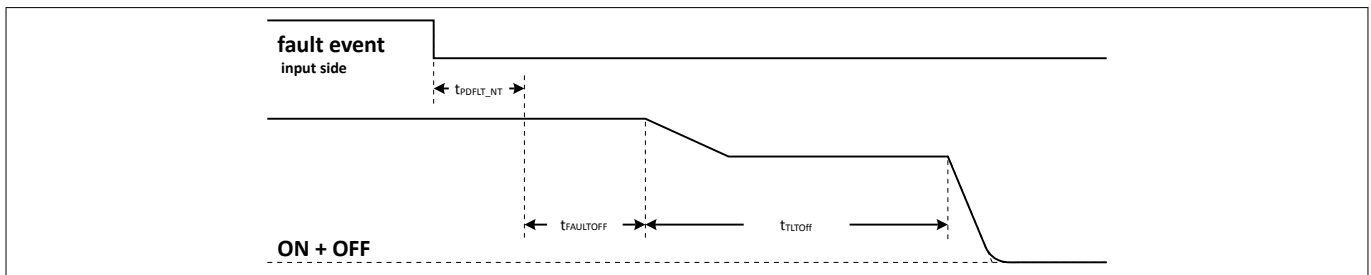 fault event
input side
tPDFLT_NT
tFAULTOFF
tTLTOff
ON + OFF